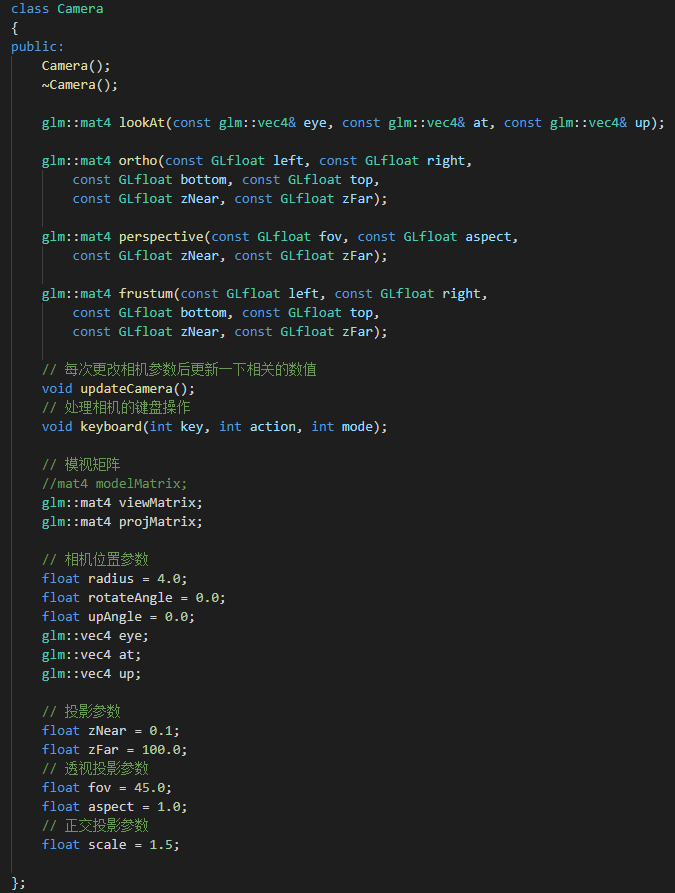 class Camera
{
public:
    Camera();
    ~Camera();

    glm::mat4 lookAt(const glm::vec4& eye, const glm::vec4& at, const glm::vec4& up);

    glm::mat4 ortho(const GLfloat left, const GLfloat right,
        const GLfloat bottom, const GLfloat top,
        const GLfloat zNear, const GLfloat zFar);

    glm::mat4 perspective(const GLfloat fov, const GLfloat aspect,
        const GLfloat zNear, const GLfloat zFar);

    glm::mat4 frustum(const GLfloat left, const GLfloat right,
        const GLfloat bottom, const GLfloat top,
        const GLfloat zNear, const GLfloat zFar);

    // 每次更改相机参数后更新一下相关的数值
    void updateCamera();
    // 处理相机的键盘操作
    void keyboard(int key, int action, int mode);

    // 模视矩阵
    //mat4 modelMatrix;
    glm::mat4 viewMatrix;
    glm::mat4 projMatrix;

    // 相机位置参数
    float radius = 4.0;
    float rotateAngle = 0.0;
    float upAngle = 0.0;
    glm::vec4 eye;
    glm::vec4 at;
    glm::vec4 up;

    // 投影参数
    float zNear = 0.1;
    float zFar = 100.0;
    // 透视投影参数
    float fov = 45.0;
    float aspect = 1.0;
    // 正交投影参数
    float scale = 1.5;

};